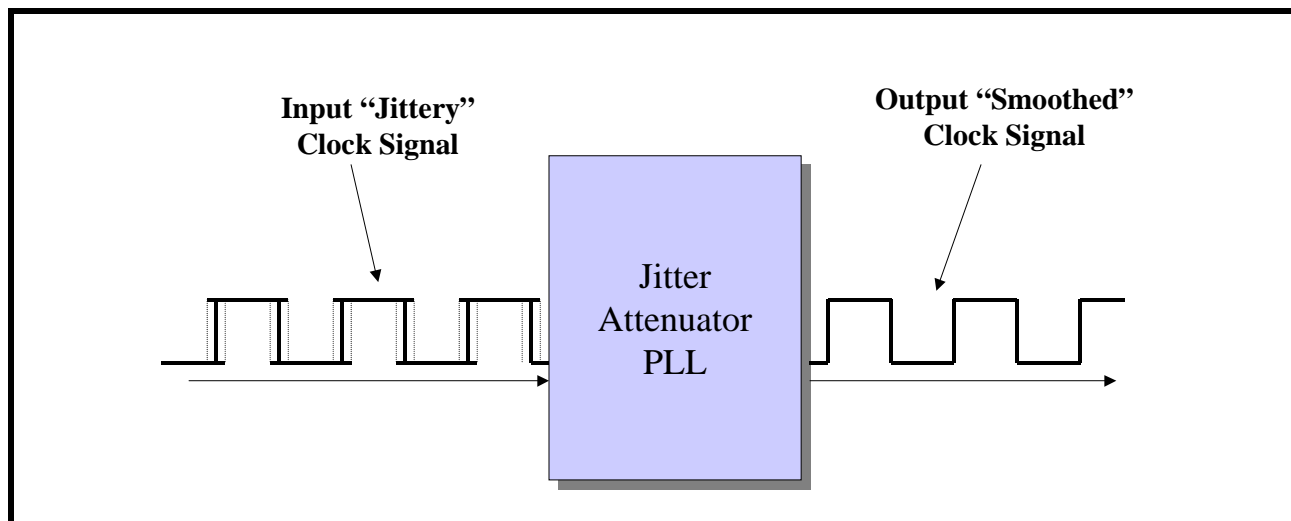 Input “Jittery”
Clock Signal
Output “Smoothed”
Clock Signal
Jitter
Attenuator
PLL